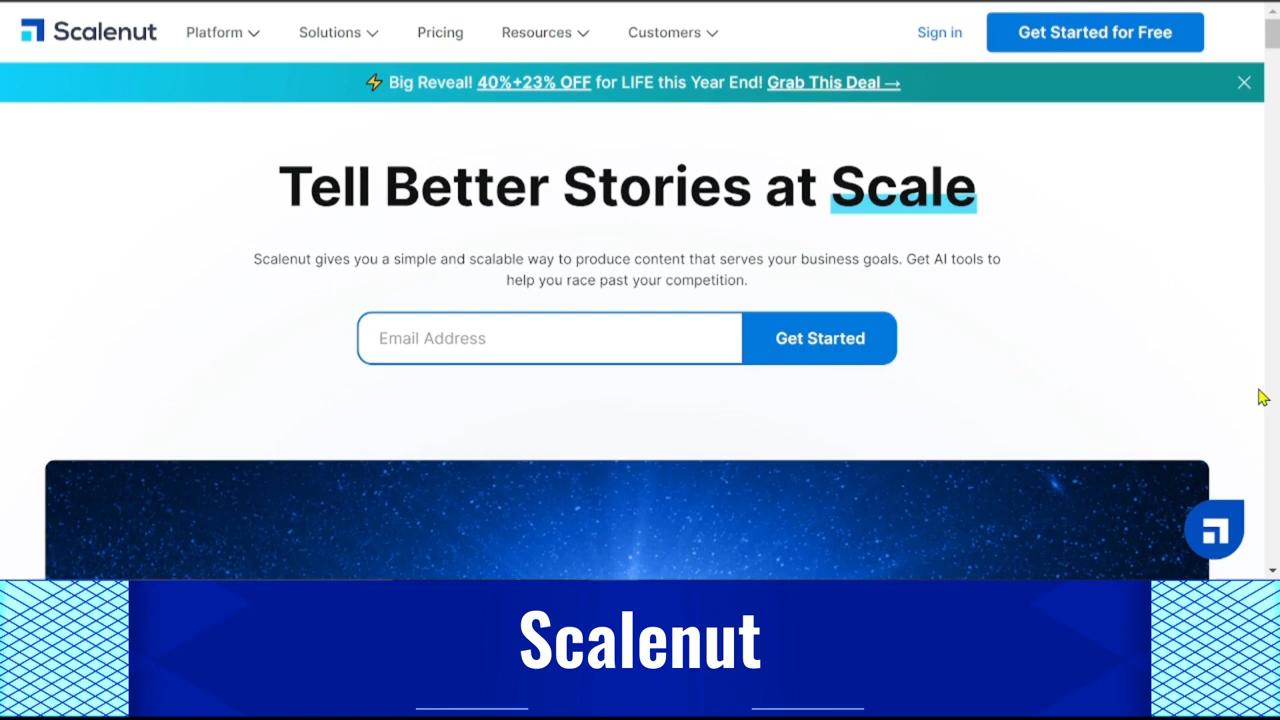 Scalenut Platform Solutions Pricing Resources Customers Sign in Get Started for Free
⚡ Big Reveal! 40%+23% OFF for LIFE this Year End! Grab This Deal →
Tell Better Stories at Scale
Scalenut gives you a simple and scalable way to produce content that serves your business goals. Get AI tools to
help you race past your competition.
Email Address Get Started
Scalenut